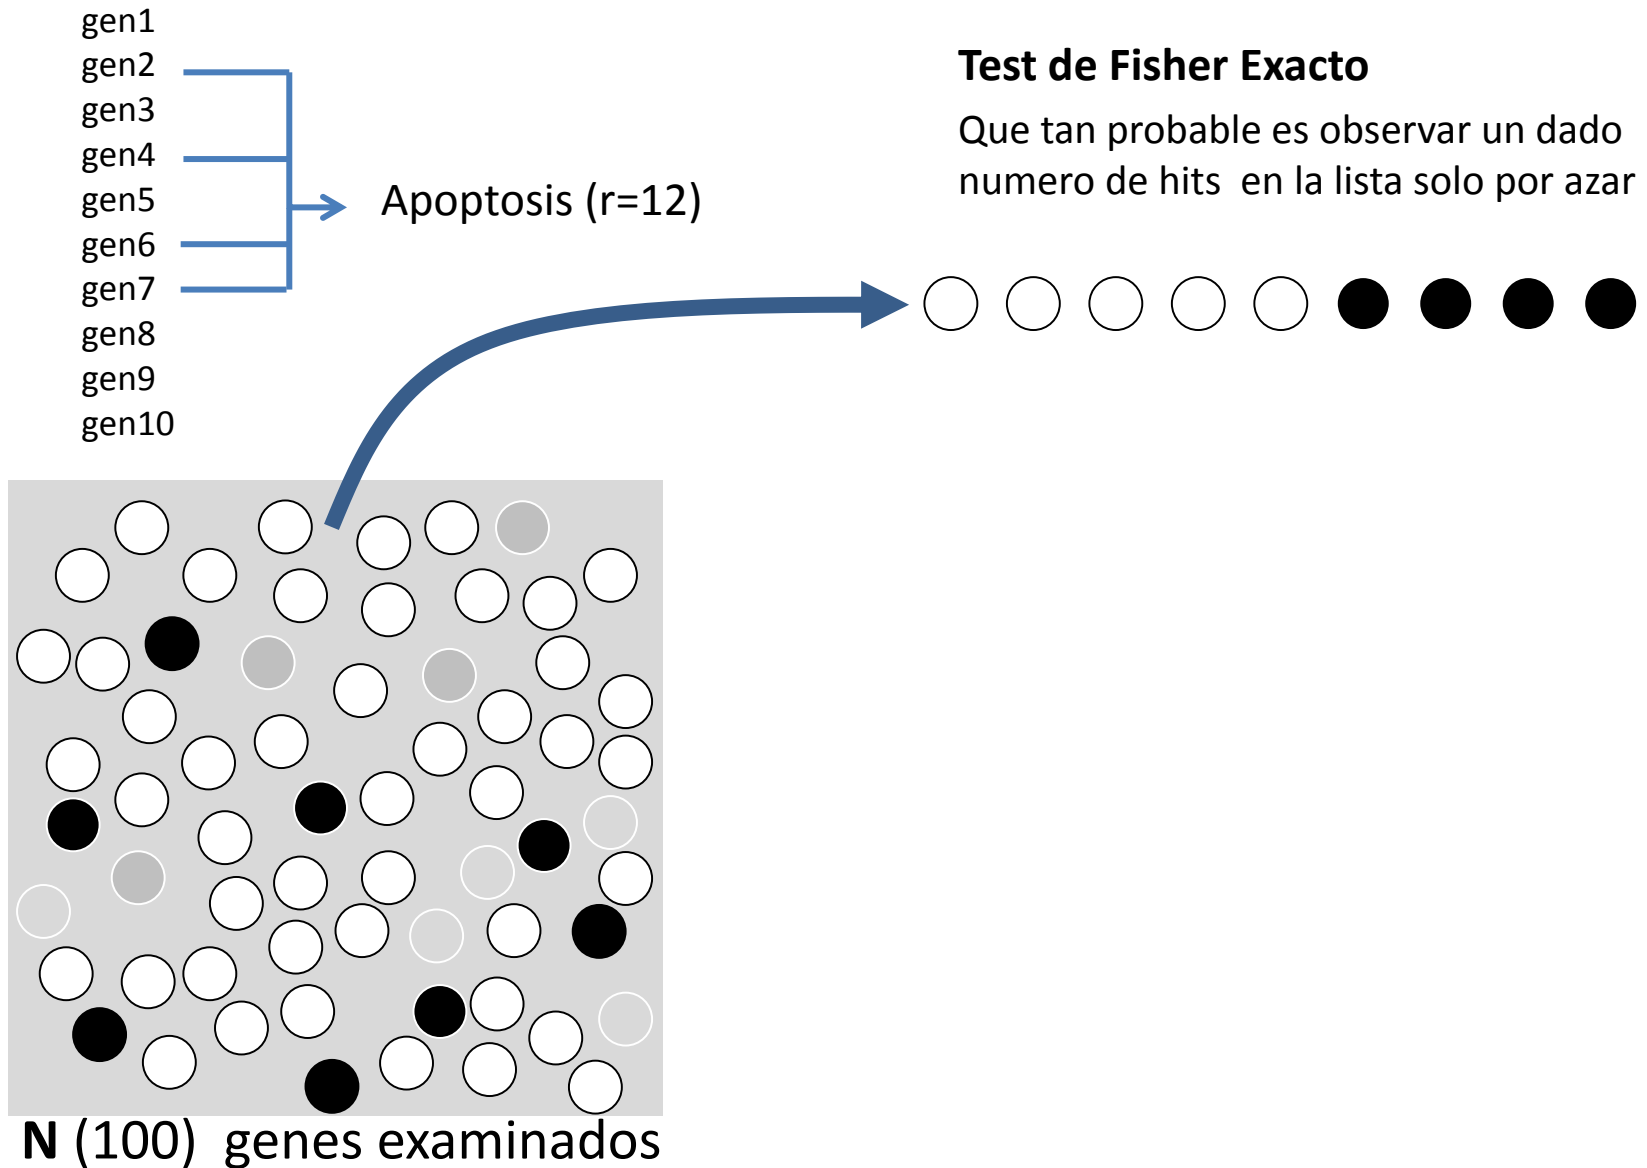 gen1
gen2
gen3
gen4
gen5
gen6
gen7
gen8
gen9
gen10
Apoptosis (r=12)
Test de Fisher Exacto
Que tan probable es observar un dado
numero de hits en la lista solo por azar
N (100) genes examinados